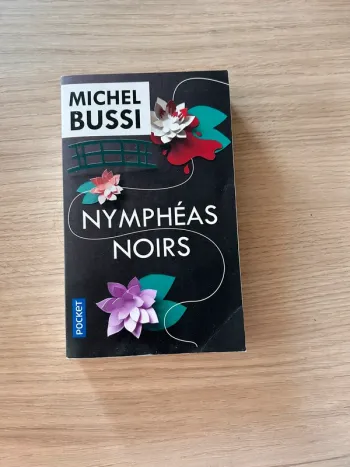 MICHEL
BUSSI
NYMPHÉAS
NOIRS
POCKET